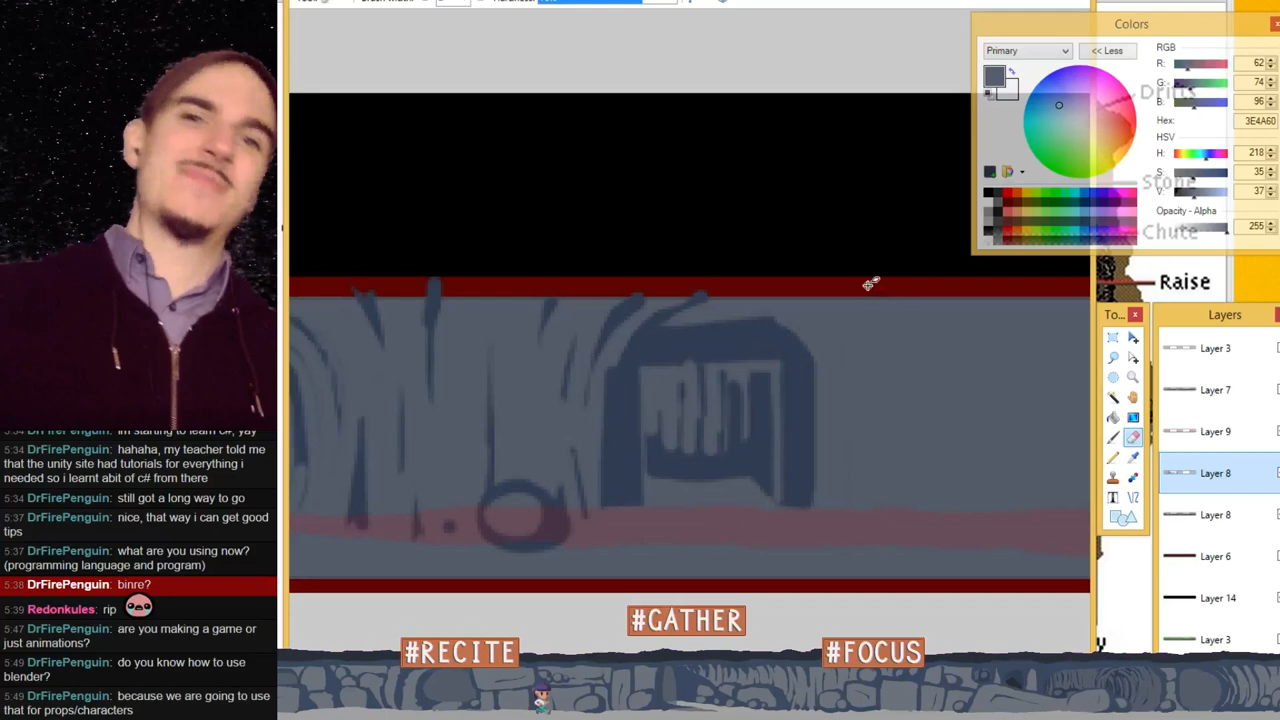 Colors
Primary
<< Less
RGB
R: 62
G: 74
B: 96
Hex: 3E4A60
HSV
H: 218
S: 35
V: 37
Opacity - Alpha
255
Drifts
Stone
Chute
Raise
To...
Layers
Layer 3
Layer 7
Layer 9
Layer 8
Layer 8
Layer 6
Layer 14
Layer 3
5:34 DrFirePenguin: im starting to learn c#, yay
5:34 DrFirePenguin: hahaha, my teacher told me
that the unity site had tutorials for everything i
needed so i learnt abit of c# from there
5:34 DrFirePenguin: still got a long way to go
5:37 DrFirePenguin: nice, that way i can get good
tips
5:37 DrFirePenguin: what are you using now?
(programming language and program)
5:38 DrFirePenguin: binre?
5:39 Redonkules: rip
5:47 DrFirePenguin: are you making a game or
just animations?
5:49 DrFirePenguin: do you know how to use
blender?
5:49 DrFirePenguin: because we are going to use
that for props/characters
#GATHER
#RECITE
#FOCUS